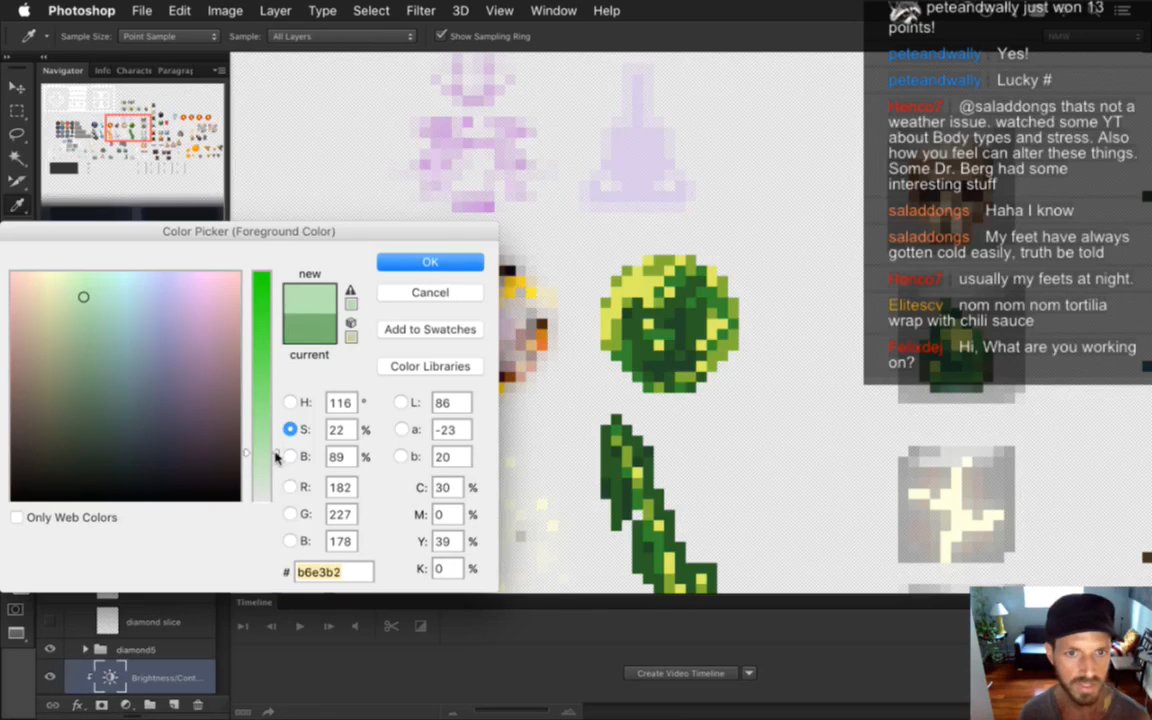 Photoshop File Edit Image Layer Type Select Filter 3D View Window Help
Sample Size: Point Sample Sample: All Layers Show Sampling Ring
Navigator Info Characte Paragra
peteandwally just won 13
points!
peteandwally : Yes!
peteandwally : Lucky #
Henco7 : @saladdongs thats not a
weather issue. watched some YT
about Body types and stress. Also
how you feel can alter these things.
Some Dr. Berg had some
interesting stuff
saladdongs : Haha I know
saladdongs : My feet have always
gotten cold easily, truth be told
Henco7 : usually my feets at night.
Elitescv : nom nom nom tortilia
wrap with chili sauce
Felixdej : Hi, What are you working
on?
Color Picker (Foreground Color)
new
current
OK
Cancel
Add to Swatches
Color Libraries
H: 116 ° L: 86
S: 22 % a: -23
B: 89 % b: 20
R: 182 C: 30 %
G: 227 M: 0 %
B: 178 Y: 39 %
# b6e3b2 K: 0 %
Only Web Colors
diamond slice
diamond5
Brightness/Cont...
Timeline
Create Video Timeline